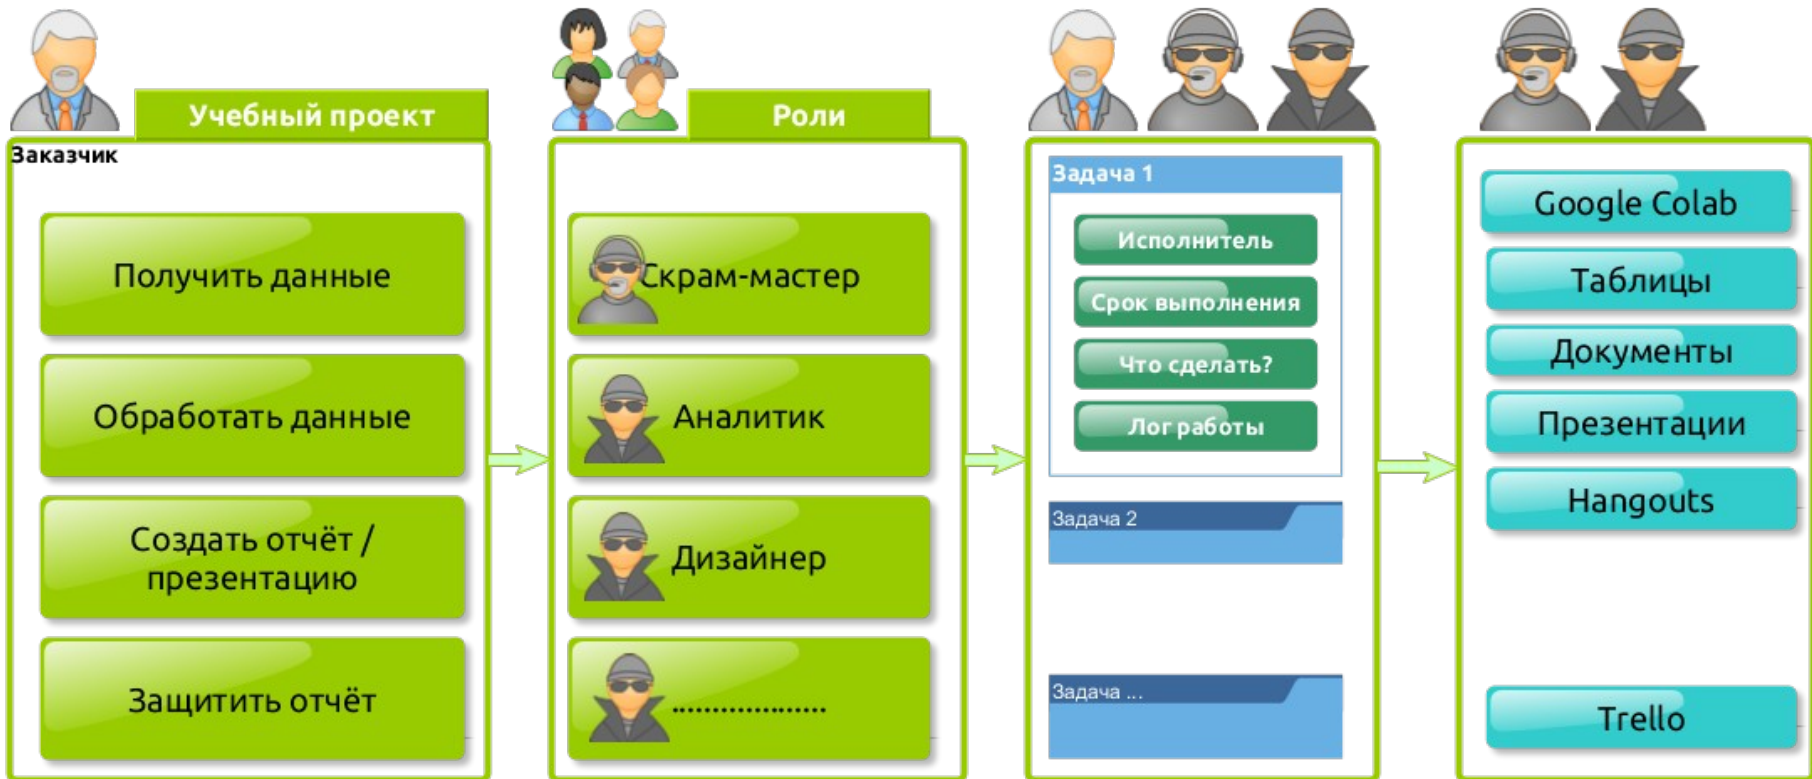 Учебный проект
Заказчик
Получить данные
Обработать данные
Создать отчёт /
презентацию
Защитить отчёт
Роли
Скрам-мастер
Аналитик
Дизайнер
...................
Задача 1
Исполнитель
Срок выполнения
Что сделать?
Лог работы
Задача 2
Задача ...
Google Colab
Таблицы
Документы
Презентации
Hangouts
Trello